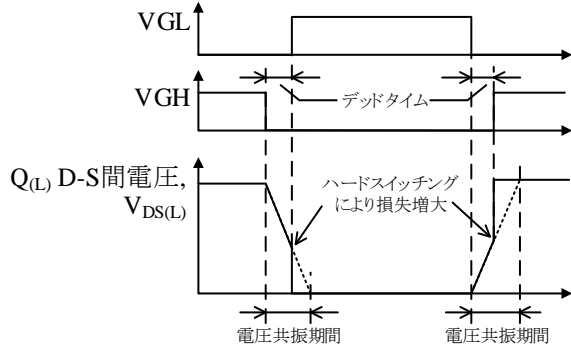 VGL
VGH
デッドタイム
Q(L) D-S間電圧,
VDS(L)
ハードスイッチング
により損失増大
電圧共振期間
電圧共振期間